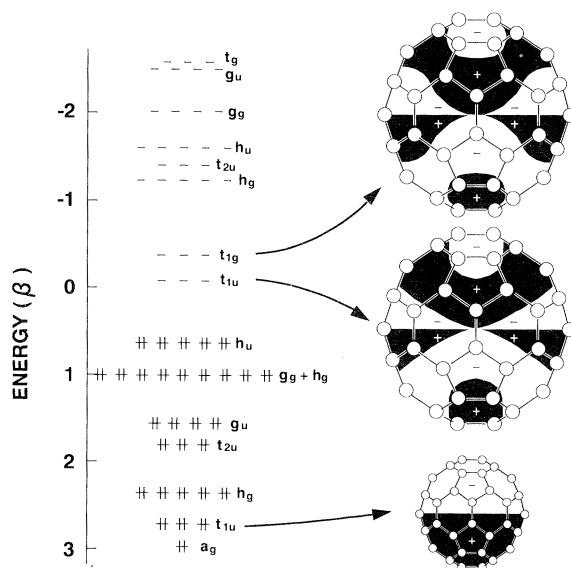 t_g
g_u
-2
g_g
h_u
t_2u
h_g
-1
t_1g
0
t_1u
ENERGY (β)
h_u
1
g_g + h_g
g_u
t_2u
2
h_g
t_1u
3
a_g
−
+
−
−
+
+
−
+
−
+
−
−
−
+
−
+